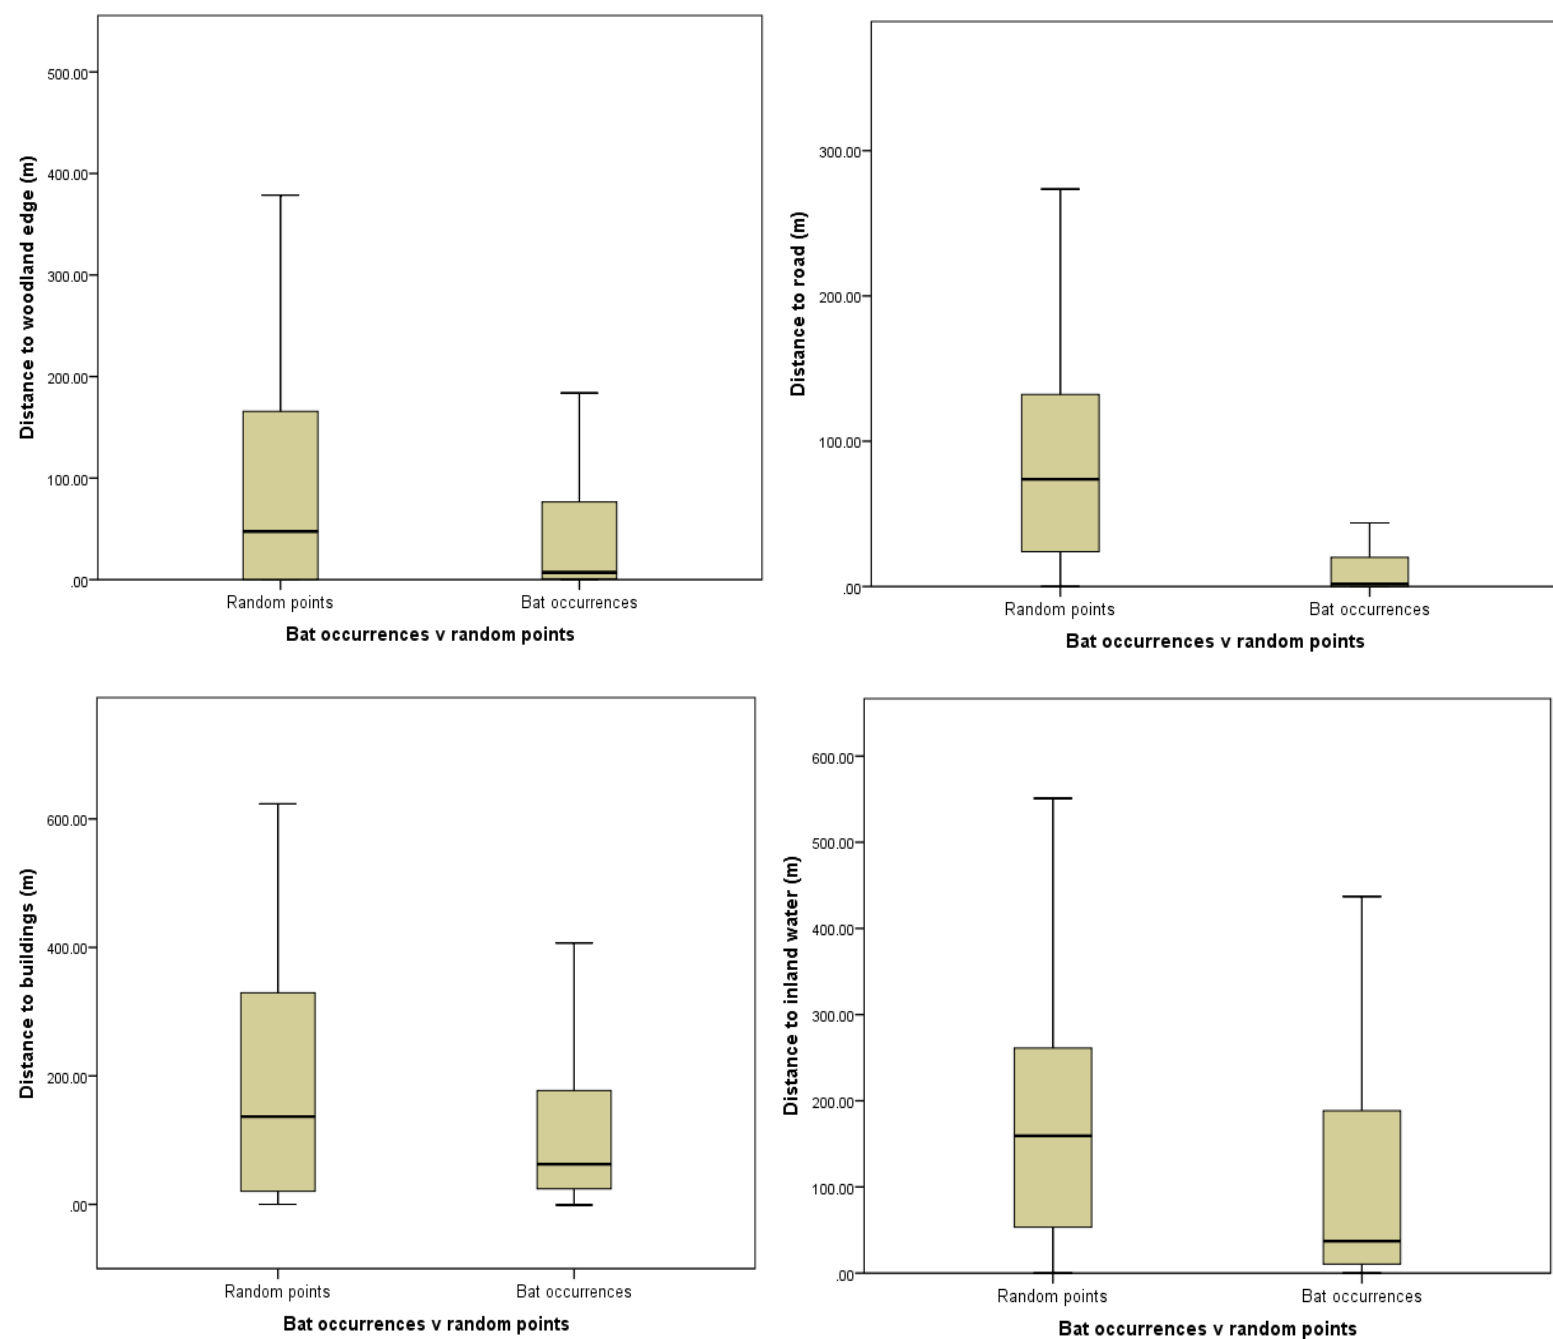 500.00
400.00
300.00
200.00
100.00
.00
Distance to woodland edge (m)
Random points
Bat occurrences
Bat occurrences v random points
300.00
200.00
100.00
.00
Distance to road (m)
Random points
Bat occurrences
Bat occurrences v random points
600.00
400.00
200.00
.00
Distance to buildings (m)
Random points
Bat occurrences
Bat occurrences v random points
600.00
500.00
400.00
300.00
200.00
100.00
.00
Distance to inland water (m)
Random points
Bat occurrences
Bat occurrences v random points